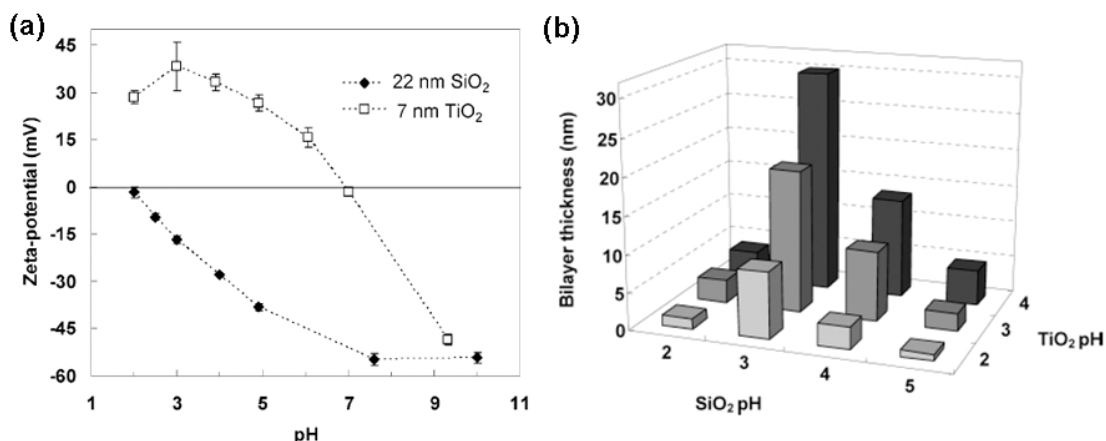 (a)
45
30
15
0
-15
-30
-45
-60
Zeta-potential (mV)
22 nm SiO₂
7 nm TiO₂
1 3 5 7 9 11
pH
(b)
30
25
20
15
10
5
0
Bilayer thickness (nm)
2 3 4 5
SiO₂ pH
2 3 4
TiO₂ pH